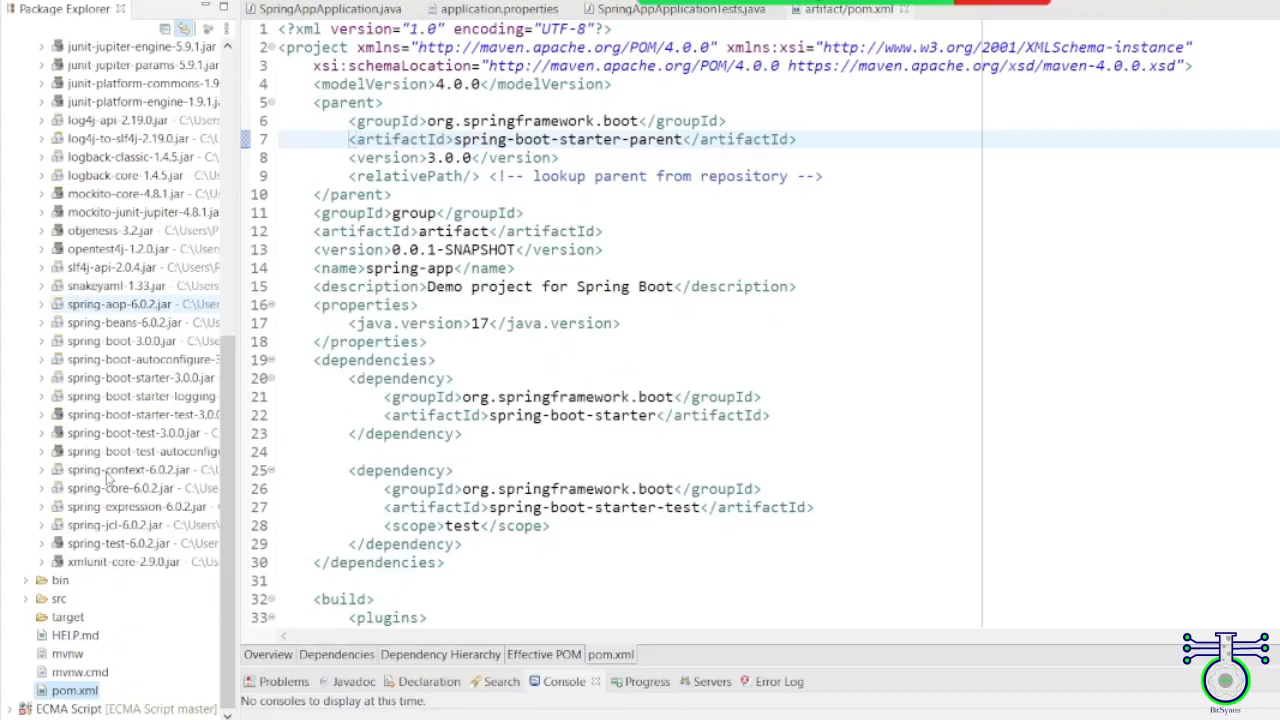 Package Explorer
SpringAppApplication.java
application.properties
SpringAppApplicationTests.java
artifact/pom.xml
junit-jupiter-engine-5.9.1.jar
junit-jupiter-params-5.9.1.jar
junit-platform-commons-1.9
junit-platform-engine-1.9.1.j
log4j-api-2.19.0.jar - C:\Use
log4j-to-slf4j-2.19.0.jar - C
logback-classic-1.4.5.jar - C
logback-core-1.4.5.jar - C:\U
mockito-core-4.8.1.jar - C:\U
mockito-junit-jupiter-4.8.1.ja
objenesis-3.2.jar - C:\Users\P
opentest4j-1.2.0.jar - C:\User
slf4j-api-2.0.4.jar - C:\Users\P
snakeyaml-1.33.jar - C:\Users
spring-aop-6.0.2.jar - C:\User
spring-beans-6.0.2.jar - C:\Us
spring-boot-3.0.0.jar - C:\Use
spring-boot-autoconfigure-3
spring-boot-starter-3.0.0.jar
spring-boot-starter-logging-
spring-boot-starter-test-3.0.0
spring-boot-test-3.0.0.jar - C
spring-boot-test-autoconfigu
spring-context-6.0.2.jar - C:\U
spring-core-6.0.2.jar - C:\Use
spring-expression-6.0.2.jar -
spring-jcl-6.0.2.jar - C:\Users\
spring-test-6.0.2.jar - C:\User
xmlunit-core-2.9.0.jar - C:\Us
bin
src
target
HELP.md
mvnw
mvnw.cmd
pom.xml
ECMA Script [ECMA Script master]
1 <?xml version="1.0" encoding="UTF-8"?>
2 <project xmlns="http://maven.apache.org/POM/4.0.0" xmlns:xsi="http://www.w3.org/2001/XMLSchema-instance"
3 xsi:schemaLocation="http://maven.apache.org/POM/4.0.0 https://maven.apache.org/xsd/maven-4.0.0.xsd">
4 <modelVersion>4.0.0</modelVersion>
5 <parent>
6 <groupId>org.springframework.boot</groupId>
7 <artifactId>spring-boot-starter-parent</artifactId>
8 <version>3.0.0</version>
9 <relativePath/> <!-- lookup parent from repository -->
10 </parent>
11 <groupId>group</groupId>
12 <artifactId>artifact</artifactId>
13 <version>0.0.1-SNAPSHOT</version>
14 <name>spring-app</name>
15 <description>Demo project for Spring Boot</description>
16 <properties>
17 <java.version>17</java.version>
18 </properties>
19 <dependencies>
20 <dependency>
21 <groupId>org.springframework.boot</groupId>
22 <artifactId>spring-boot-starter</artifactId>
23 </dependency>
24
25 <dependency>
26 <groupId>org.springframework.boot</groupId>
27 <artifactId>spring-boot-starter-test</artifactId>
28 <scope>test</scope>
29 </dependency>
30 </dependencies>
31
32 <build>
33 <plugins>
Overview Dependencies Dependency Hierarchy Effective POM pom.xml
Problems Javadoc Declaration Search Console Progress Servers Error Log
No consoles to display at this time.
BitSyans